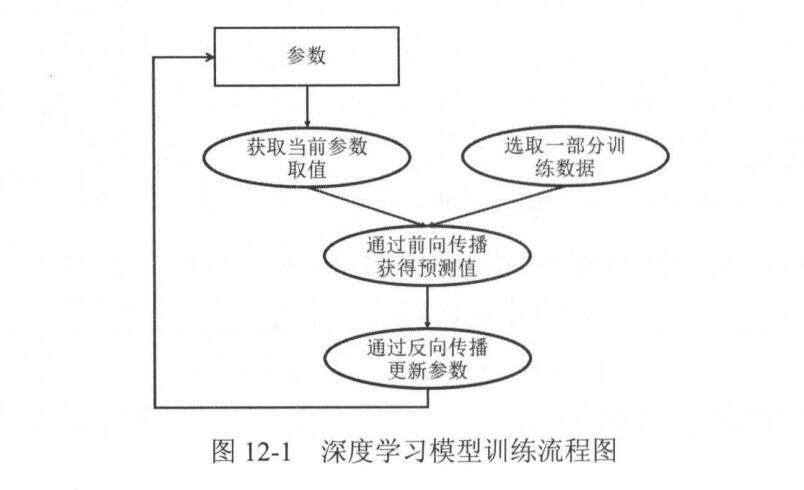 参数
获取当前参数
取值
选取一部分训
练数据
通过前向传播
获得预测值
通过反向传播
更新参数
图 12-1 深度学习模型训练流程图